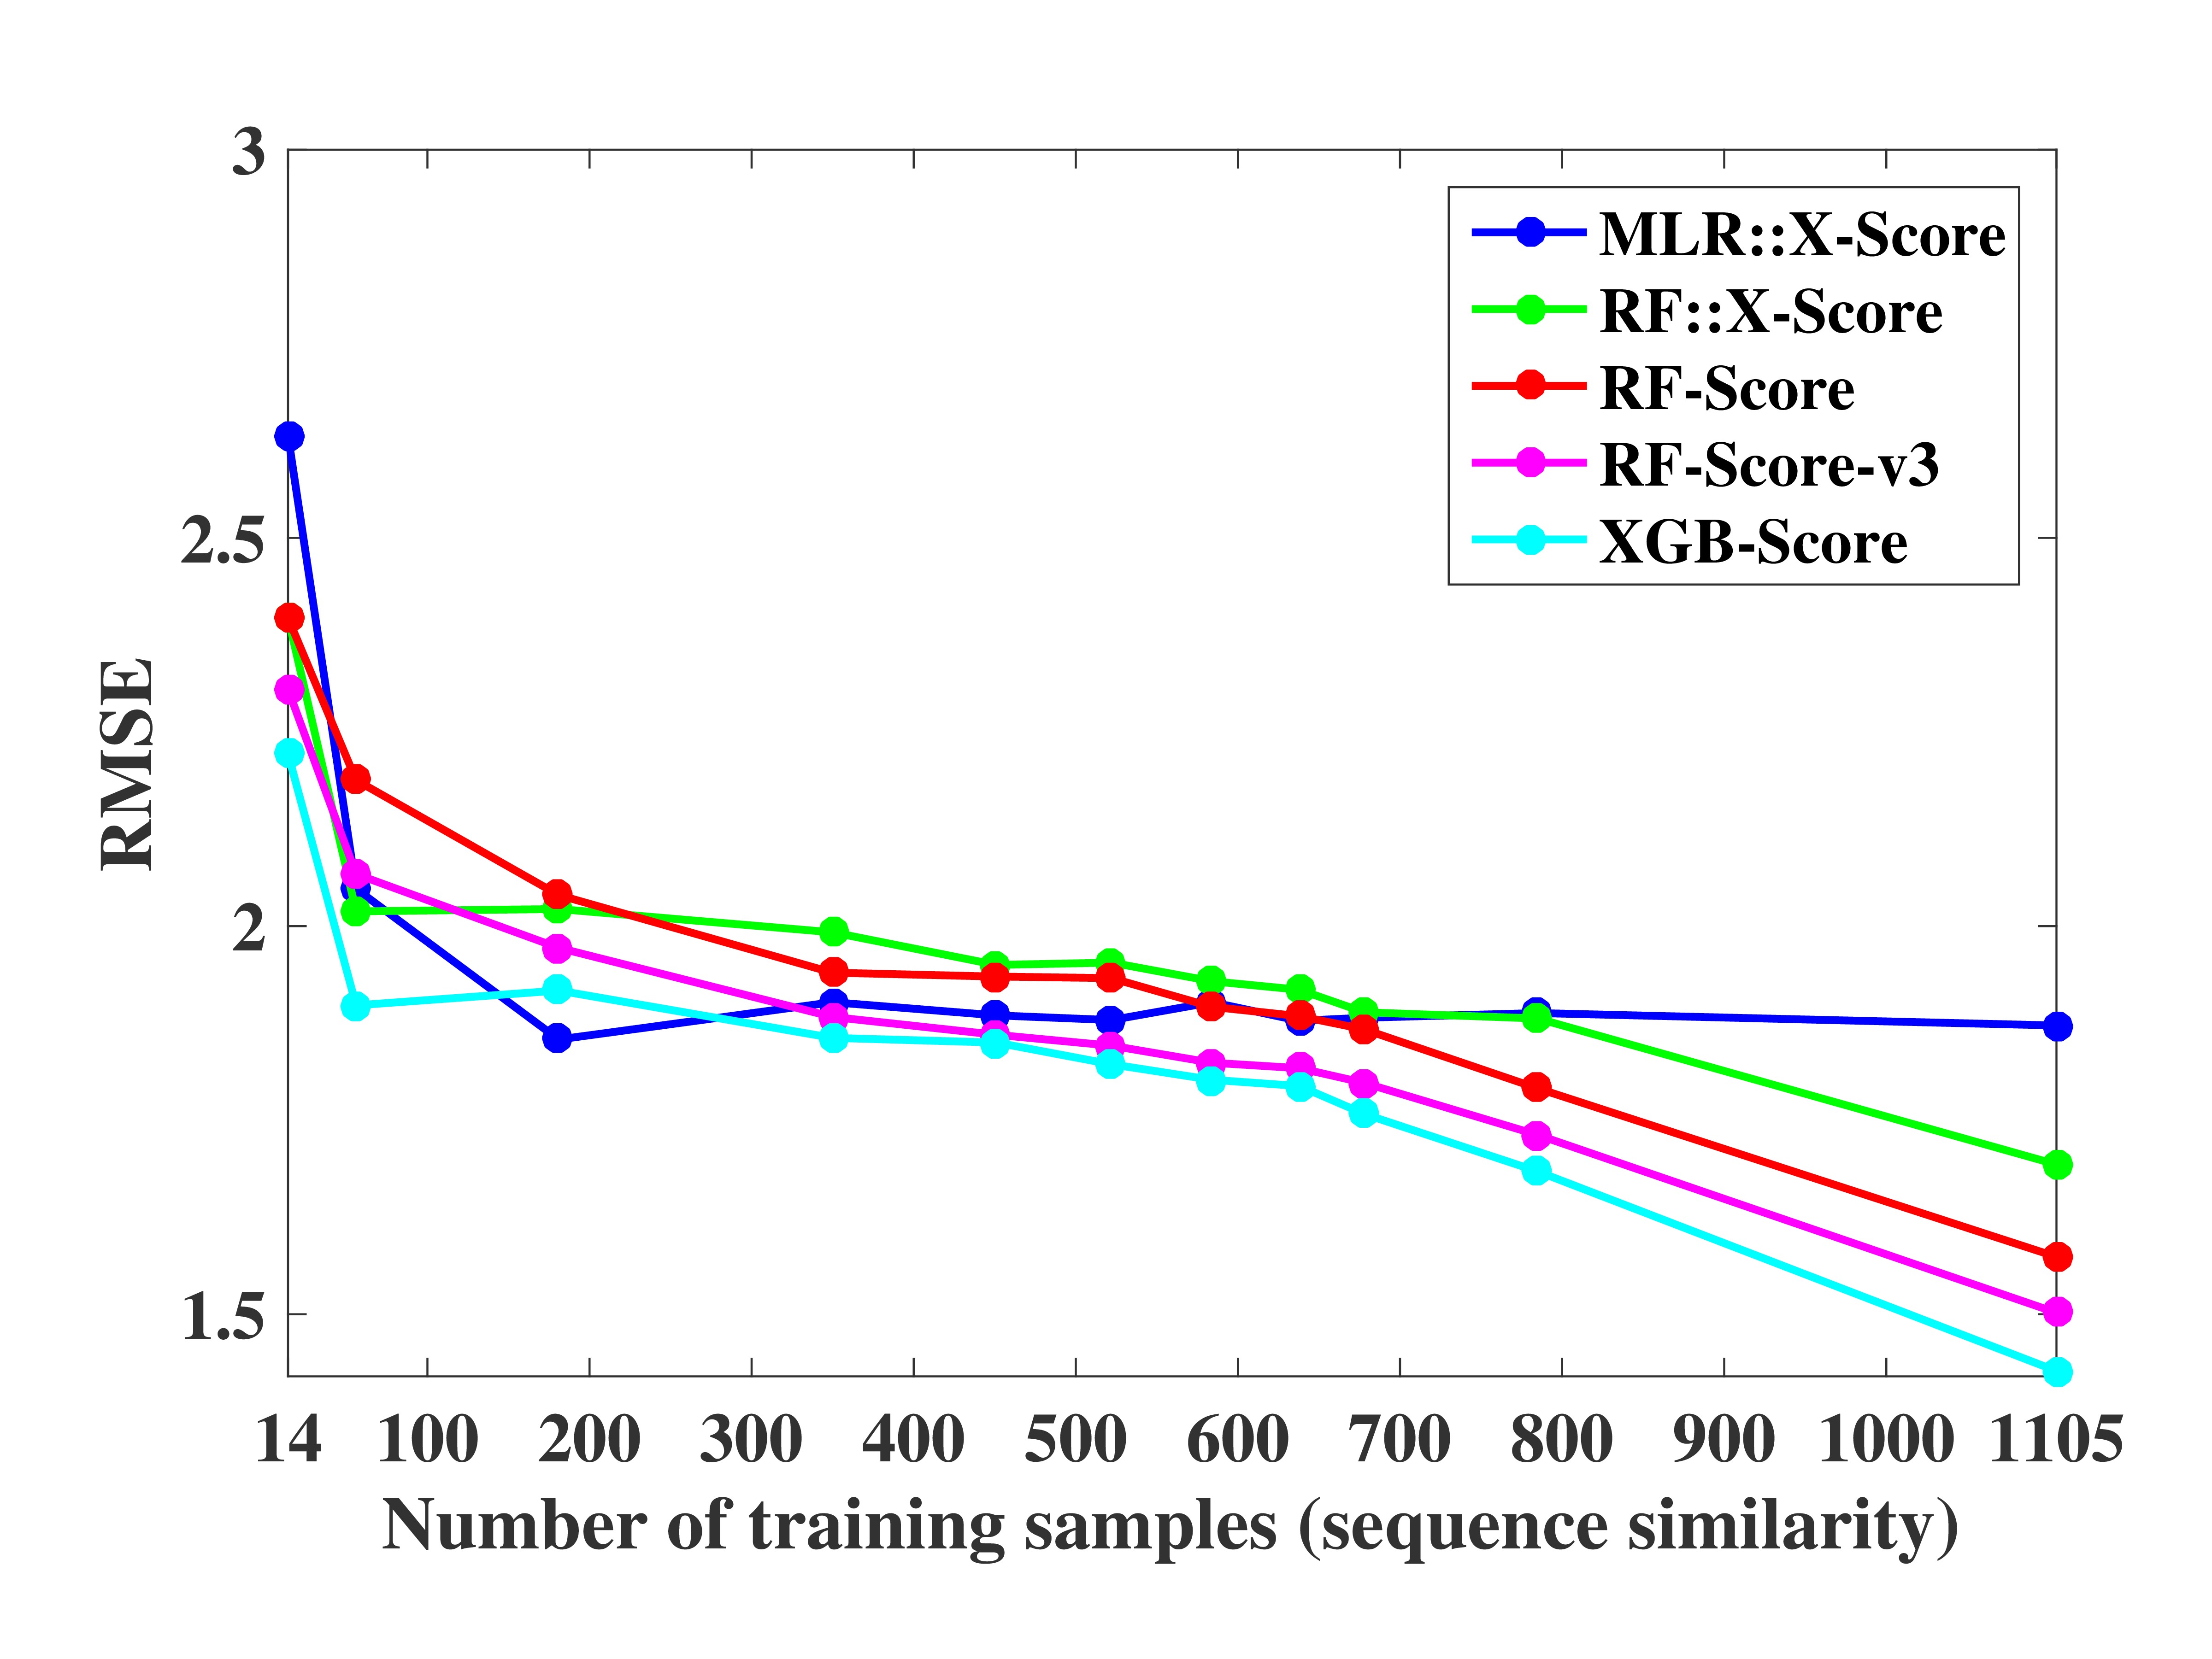 3
2.5
2
1.5
RMSE
MLR::X-Score
RF::X-Score
RF-Score
RF-Score-v3
XGB-Score
14 100 200 300 400 500 600 700 800 900 1000 1105
Number of training samples (sequence similarity)